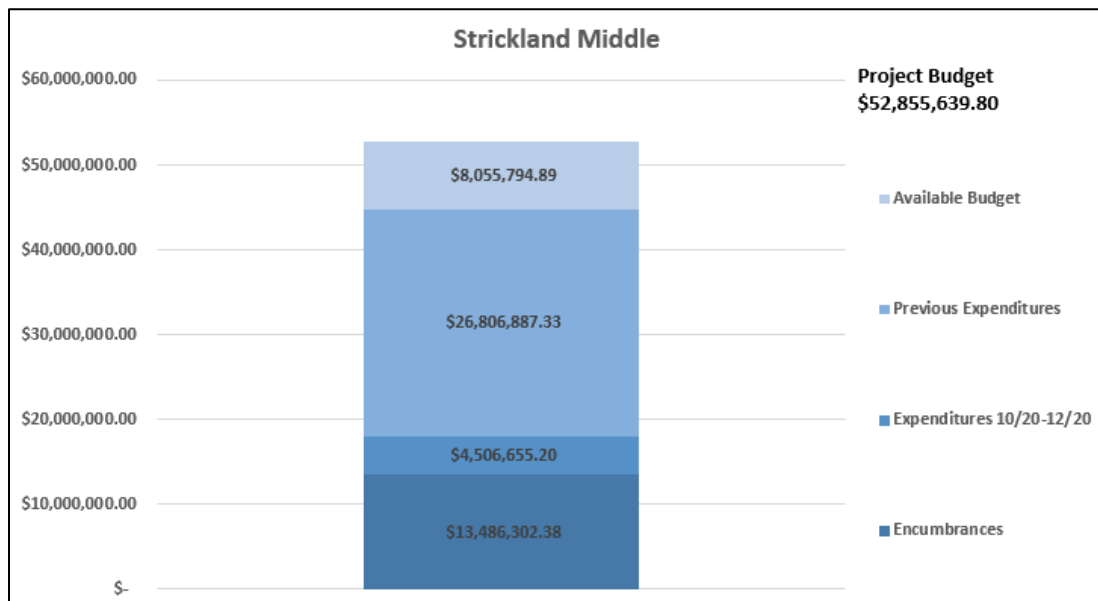 Strickland Middle
Project Budget
$52,855,639.80
$60,000,000.00
$50,000,000.00
$40,000,000.00
$30,000,000.00
$20,000,000.00
$10,000,000.00
$-
$8,055,794.89
$26,806,887.33
$4,506,655.20
$13,486,302.38
Available Budget
Previous Expenditures
Expenditures 10/20-12/20
Encumbrances